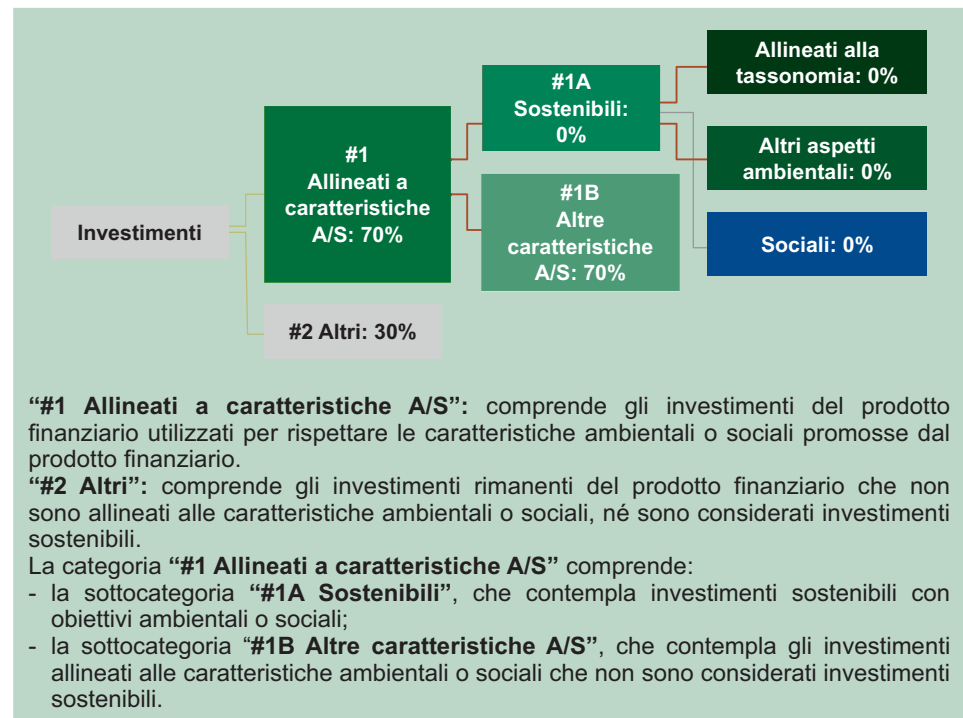 Investimenti
#1
Allineati a
caratteristiche
A/S: 70%
#2 Altri: 30%
#1A
Sostenibili:
0%
#1B
Altre
caratteristiche
A/S: 70%
Allineati alla
tassonomia: 0%
Altri aspetti
ambientali: 0%
Sociali: 0%
“#1 Allineati a caratteristiche A/S”: comprende gli investimenti del prodotto
finanziario utilizzati per rispettare le caratteristiche ambientali o sociali promosse dal
prodotto finanziario.
“#2 Altri”: comprende gli investimenti rimanenti del prodotto finanziario che non
sono allineati alle caratteristiche ambientali o sociali, né sono considerati investimenti
sostenibili.
La categoria “#1 Allineati a caratteristiche A/S” comprende:
- la sottocategoria “#1A Sostenibili”, che contempla investimenti sostenibili con
obiettivi ambientali o sociali;
- la sottocategoria “#1B Altre caratteristiche A/S”, che contempla gli investimenti
allineati alle caratteristiche ambientali o sociali che non sono considerati investimenti
sostenibili.